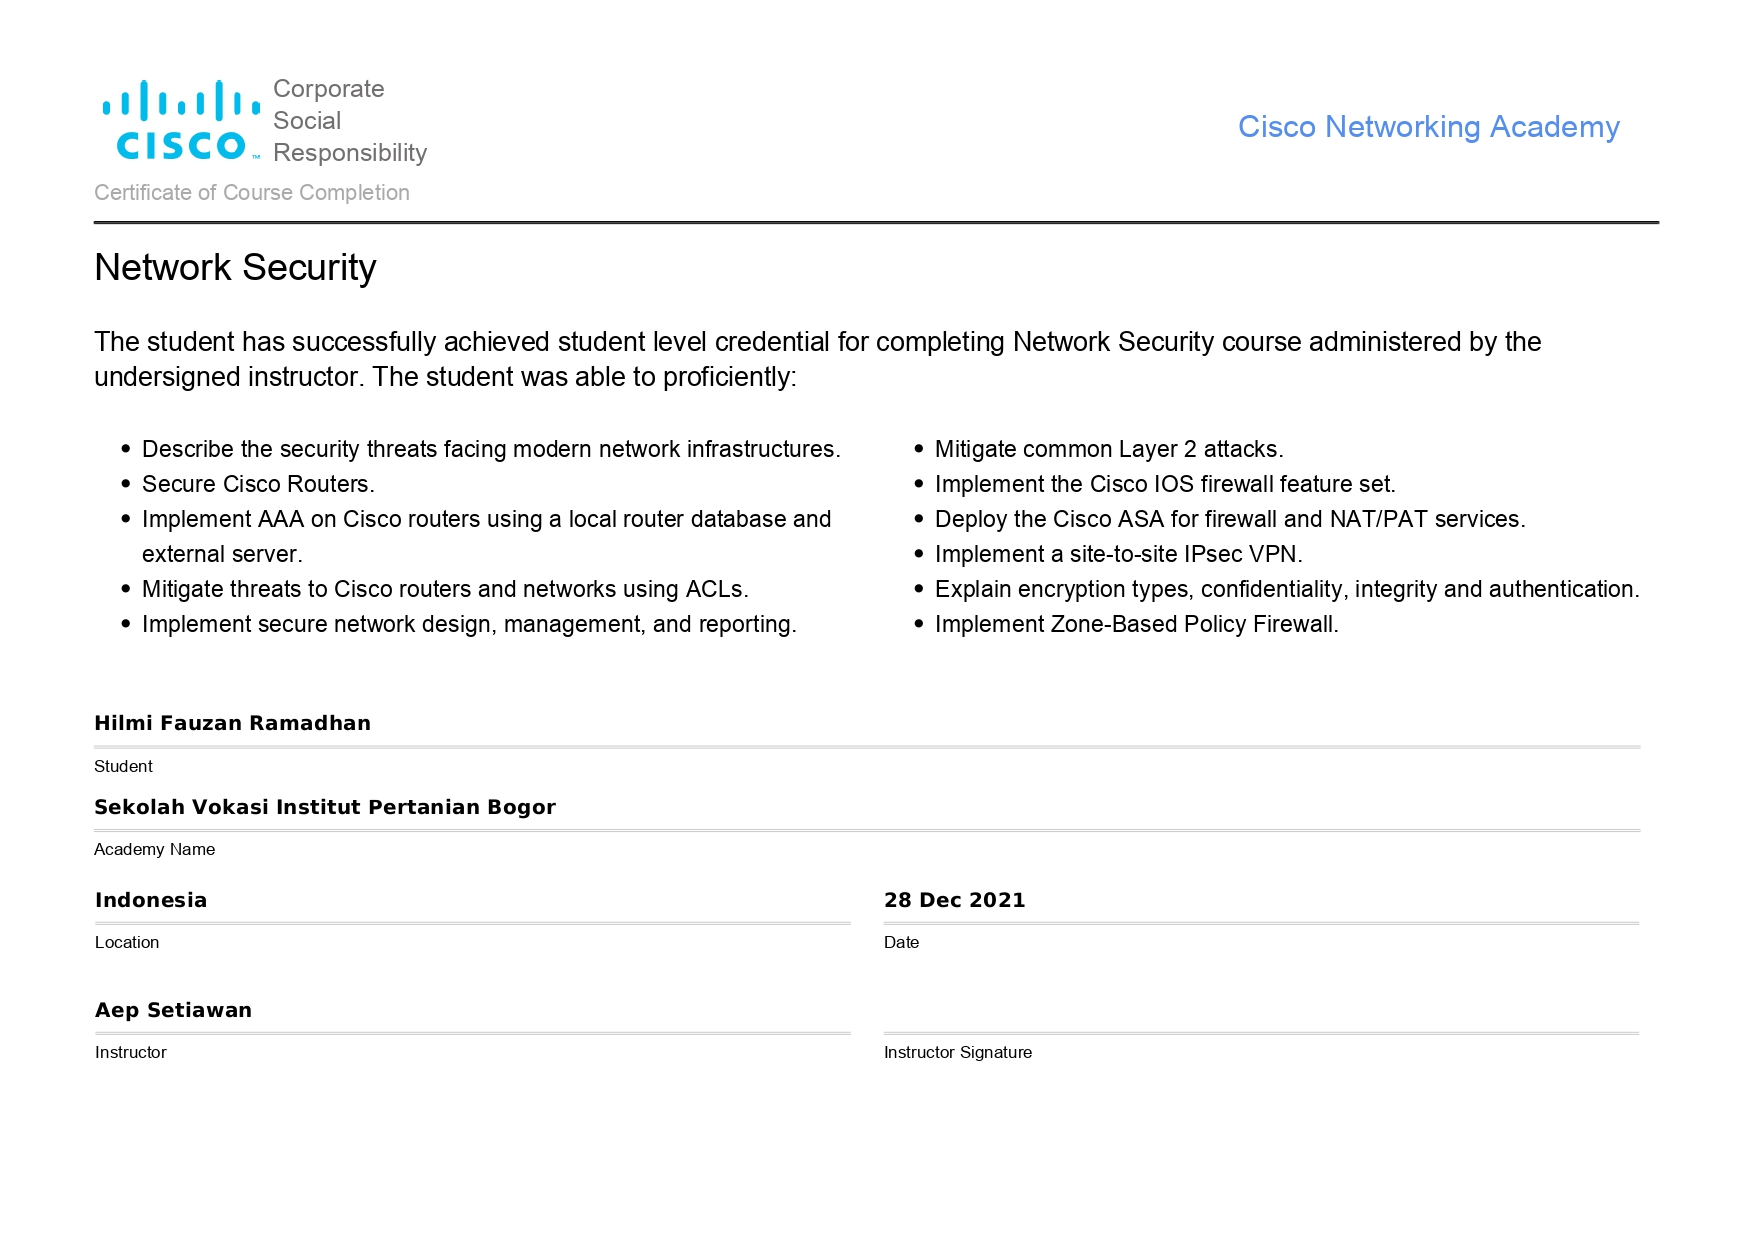 Corporate
Social
Responsibility
CISCO™
Cisco Networking Academy
Certificate of Course Completion
Network Security
The student has successfully achieved student level credential for completing Network Security course administered by the
undersigned instructor. The student was able to proficiently:
• Describe the security threats facing modern network infrastructures.
• Secure Cisco Routers.
• Implement AAA on Cisco routers using a local router database and
external server.
• Mitigate threats to Cisco routers and networks using ACLs.
• Implement secure network design, management, and reporting.
• Mitigate common Layer 2 attacks.
• Implement the Cisco IOS firewall feature set.
• Deploy the Cisco ASA for firewall and NAT/PAT services.
• Implement a site-to-site IPsec VPN.
• Explain encryption types, confidentiality, integrity and authentication.
• Implement Zone-Based Policy Firewall.
Hilmi Fauzan Ramadhan
Student
Sekolah Vokasi Institut Pertanian Bogor
Academy Name
Indonesia
Location
28 Dec 2021
Date
Aep Setiawan
Instructor
Instructor Signature